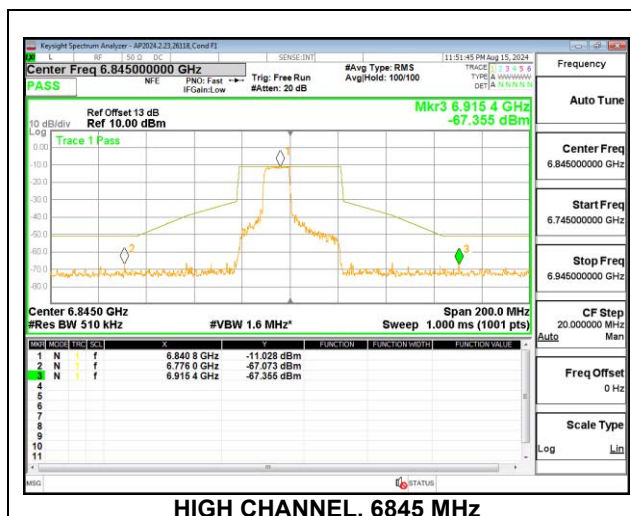 Keysight Spectrum Analyzer - AP2024.2.23,26118,Cond F1
L RF 50 Ω DC SENSE:INT 11:51:45 PM Aug 15, 2024
Center Freq 6.845000000 GHz
PASS
NFE PNO: Fast Trig: Free Run
IFGain:Low #Atten: 20 dB
#Avg Type: RMS
Avg|Hold: 100/100
TRACE 1 2 3 4 5 6
TYPE A WWWWW
DET A N N N N N
Frequency
Mkr3 6.915 4 GHz
-67.355 dBm
Ref Offset 13 dB
10 dB/div Ref 10.00 dBm
Log
Trace 1 Pass
0.00
-10.0
-20.0
-30.0
-40.0
-50.0
-60.0
-70.0
-80.0
1
2
3
Center 6.8450 GHz Span 200.0 MHz
#Res BW 510 kHz #VBW 1.6 MHz* Sweep 1.000 ms (1001 pts)
MKR MODE TRC SCL X Y FUNCTION FUNCTION WIDTH FUNCTION VALUE
1 N 1 f 6.840 8 GHz -11.028 dBm
2 N 1 f 6.776 0 GHz -67.073 dBm
3 N 1 f 6.915 4 GHz -67.355 dBm
4
5
6
7
8
9
10
11
MSG STATUS
Auto Tune
Center Freq
6.845000000 GHz
Start Freq
6.745000000 GHz
Stop Freq
6.945000000 GHz
CF Step
20.000000 MHz
Auto Man
Freq Offset
0 Hz
Scale Type
Log Lin
HIGH CHANNEL, 6845 MHz